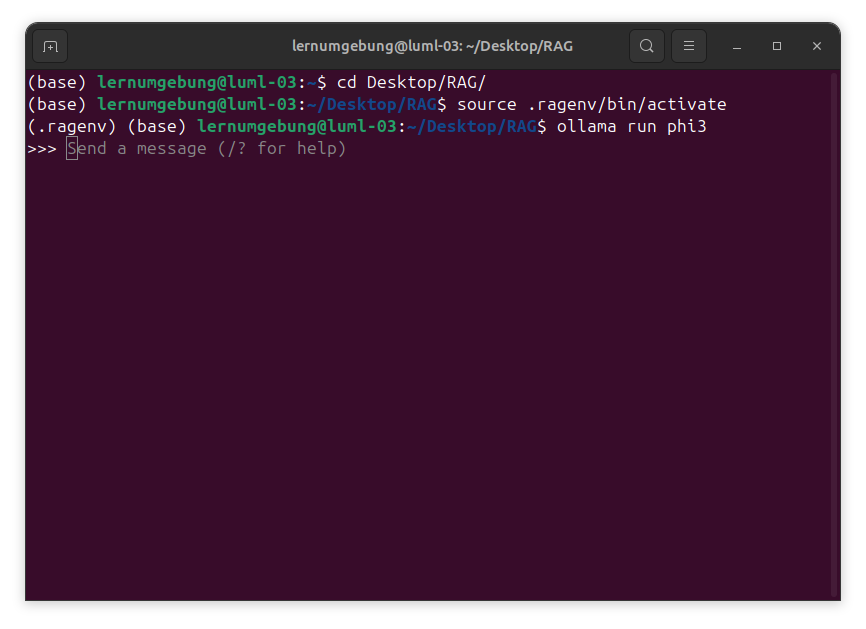 lernumgebung@luml-03: ~/Desktop/RAG
(base) lernumgebung@luml-03:~$ cd Desktop/RAG/
(base) lernumgebung@luml-03:~/Desktop/RAG$ source .ragenv/bin/activate
(.ragenv) (base) lernumgebung@luml-03:~/Desktop/RAG$ ollama run phi3
>>> Send a message (/? for help)